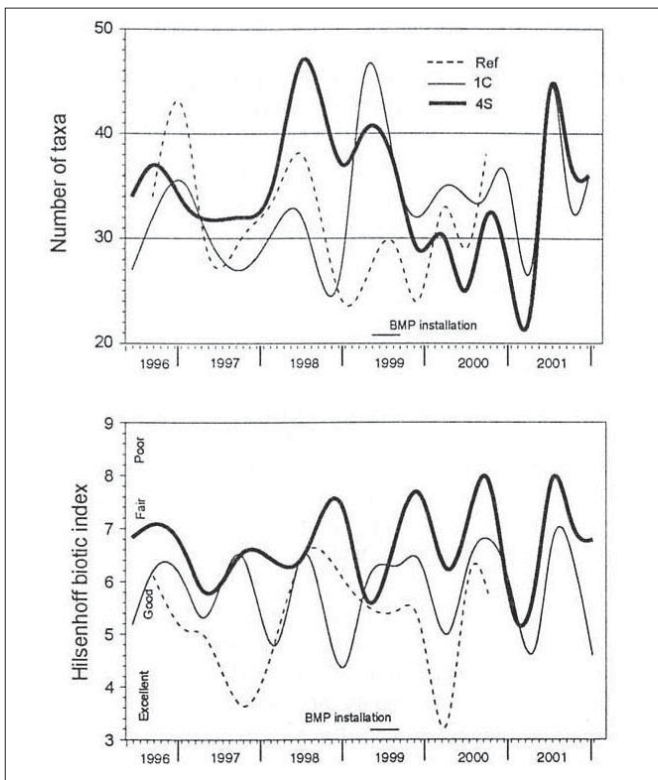 50
Ref
1C
4S
40
Number of taxa
30
BMP installation
20
1996 1997 1998 1999 2000 2001
9
Poor
8
Fair
7
Hilsenhoff biotic index
6
Good
5
4
Excellent
BMP installation
3
1996 1997 1998 1999 2000 2001